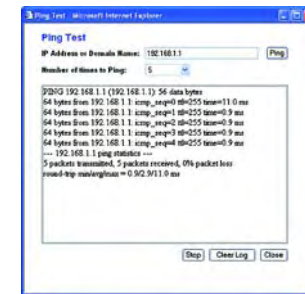 Ping Test - Microsoft Internet Explorer
Ping Test
IP Address or Domain Name: 192.168.1.1 Ping
Number of times to Ping: 5
PING 192.168.1.1 (192.168.1.1): 56 data bytes
64 bytes from 192.168.1.1: icmp_seq=0 ttl=255 time=11.0 ms
64 bytes from 192.168.1.1: icmp_seq=1 ttl=255 time=0.9 ms
64 bytes from 192.168.1.1: icmp_seq=2 ttl=255 time=0.9 ms
64 bytes from 192.168.1.1: icmp_seq=3 ttl=255 time=0.9 ms
64 bytes from 192.168.1.1: icmp_seq=4 ttl=255 time=0.9 ms
--- 192.168.1.1 ping statistics ---
5 packets transmitted, 5 packets received, 0% packet loss
round-trip min/avg/max = 0.9/2.9/11.0 ms
Stop Clear Log Close